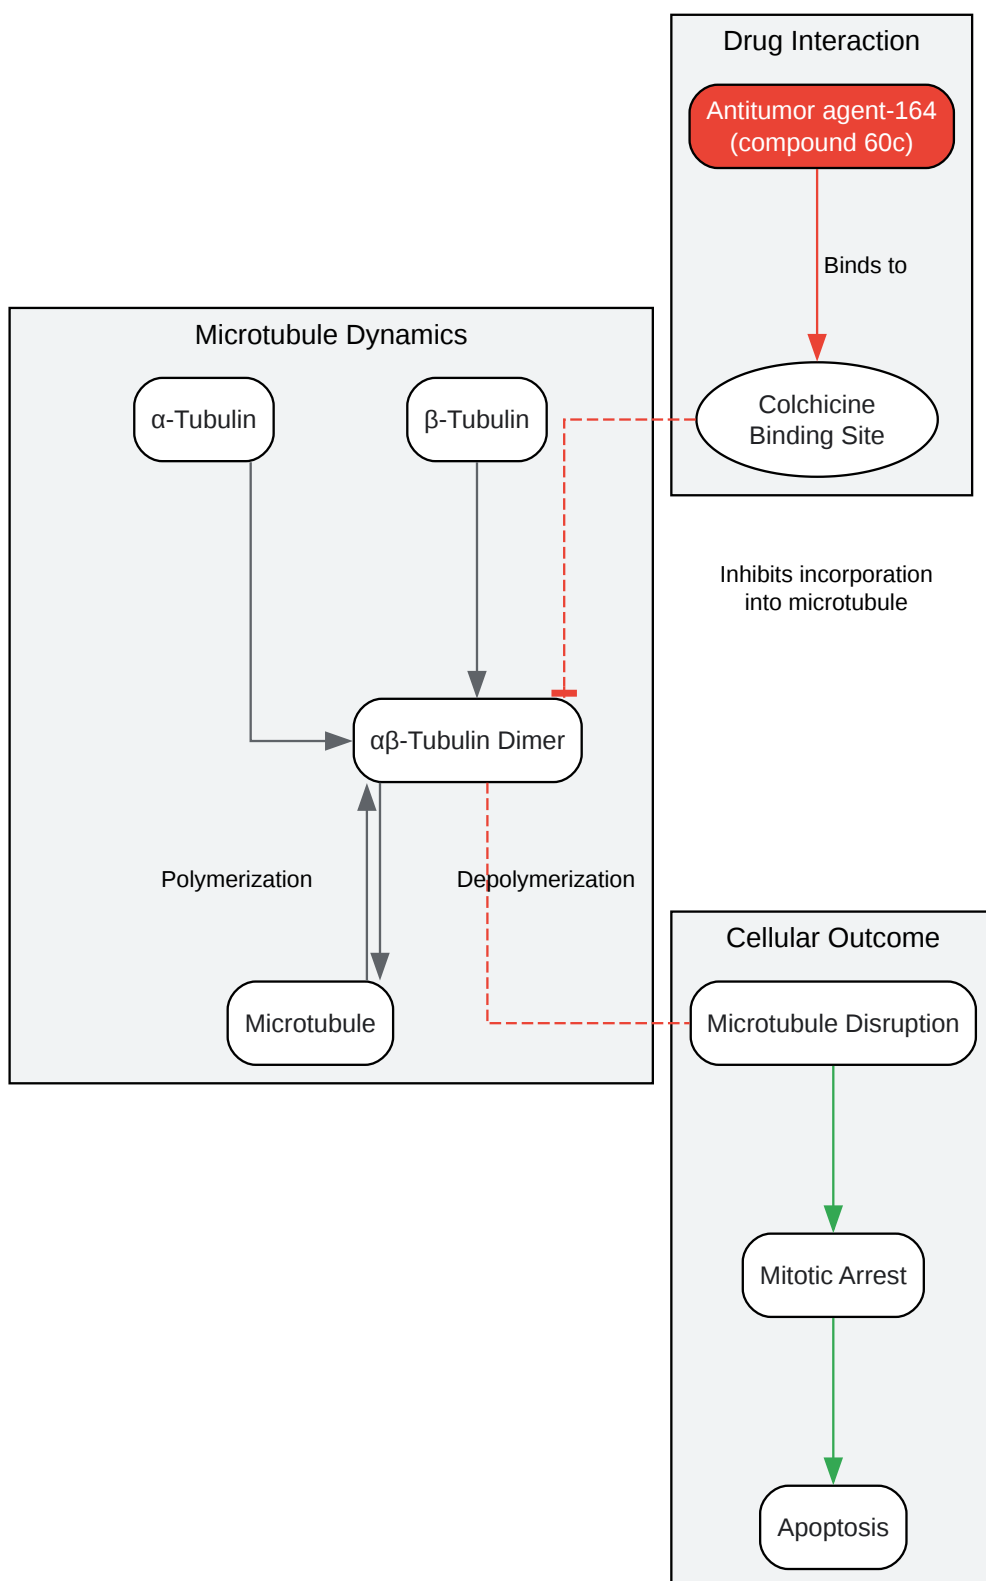 Drug Interaction
Antitumor agent-164
(compound 60c)
Binds to
Colchicine
Binding Site
Microtubule Dynamics
α-Tubulin
β-Tubulin
Inhibits incorporation
into microtubule
αβ-Tubulin Dimer
Polymerization
Depolymerization
Microtubule
Cellular Outcome
Microtubule Disruption
Mitotic Arrest
Apoptosis